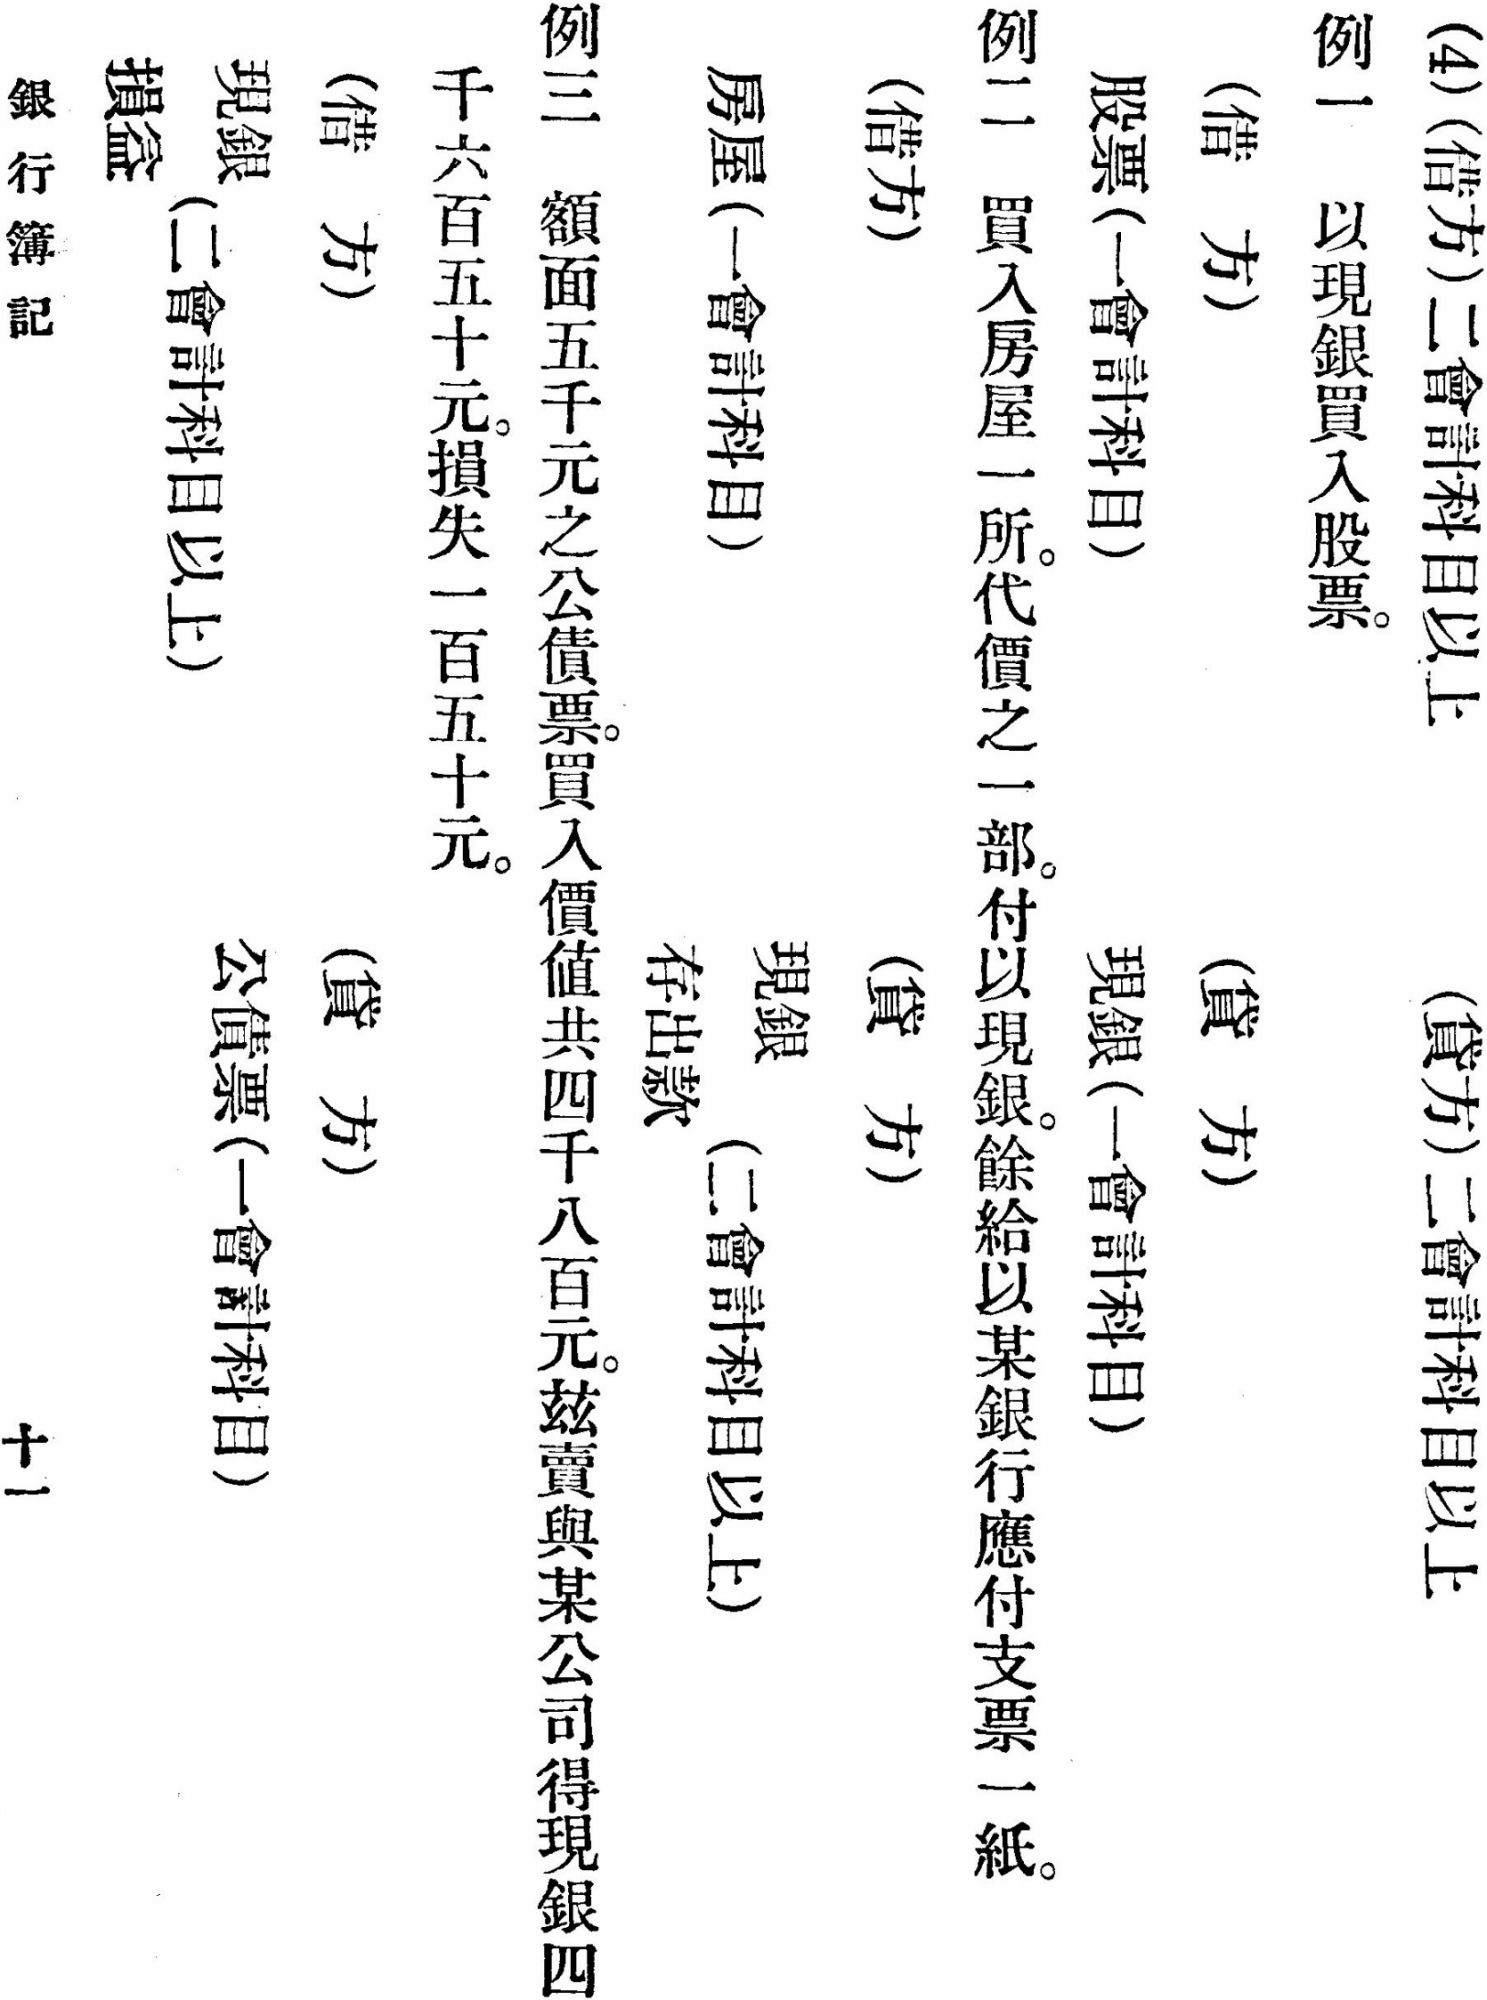 (4)(借方)二會計科目以上 (貸方)二會計科目以上
例一 以現銀買入股票。
(借 方) (貸 方)
股票(一會計科目) 現銀(一會計科目)
例二 買入房屋一所。代價之一部。付以現銀。餘給以某銀行應付支票一紙。
(借方) (貸 方)
房屋(一會計科目)
現銀
存出款
(二會計科目以上)
例三 額面五千元之公債票。買入價値共四千八百元。玆賣與某公司得現銀四
千六百五十元。損失一百五十元。
(借 方) (貸 方)
現銀
損益
(二會計科目以上)
公債票(一會計科目)
銀行簿記 十一